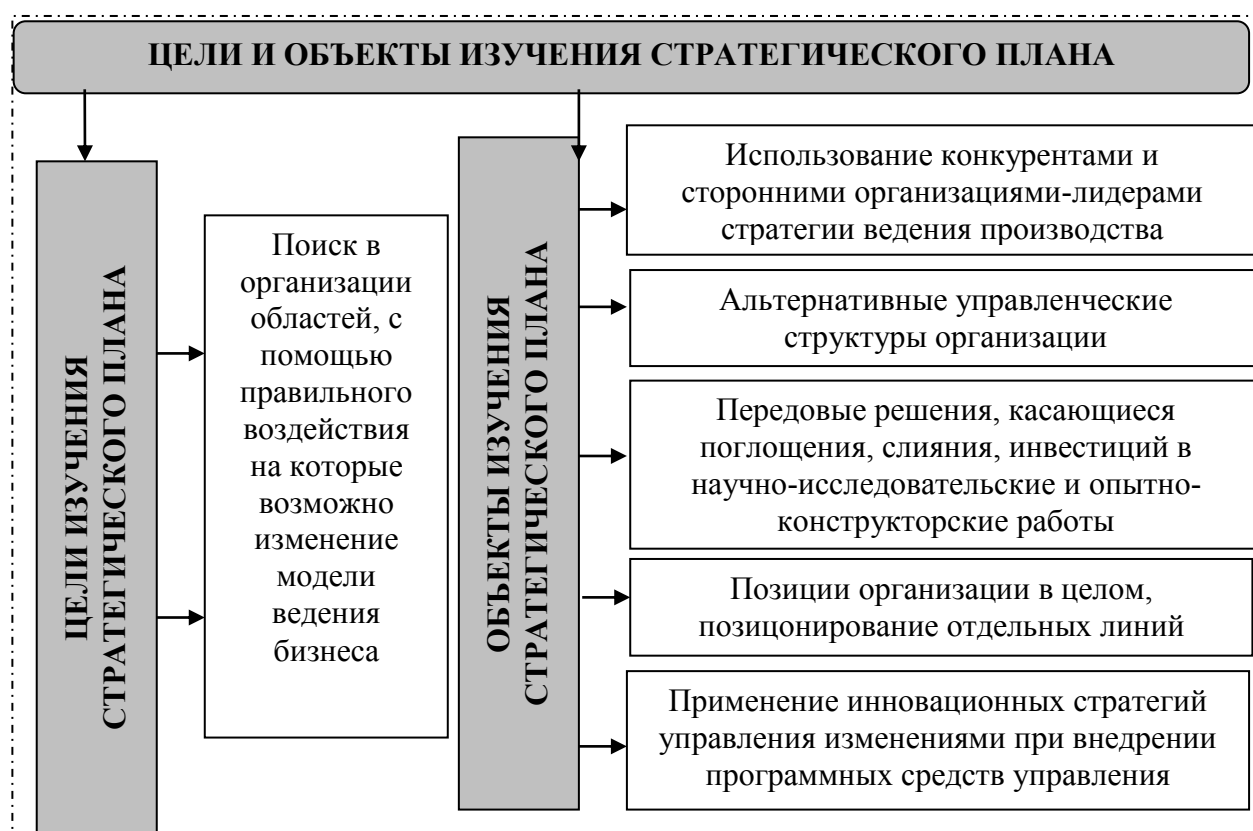 ЦЕЛИ И ОБЪЕКТЫ ИЗУЧЕНИЯ СТРАТЕГИЧЕСКОГО ПЛАНА
ЦЕЛИ ИЗУЧЕНИЯ
СТРАТЕГИЧЕСКОГО ПЛАНА
Поиск в
организации
областей, с
помощью
правильного
воздействия
на которые
возможно
изменение
модели
ведения
бизнеса
ОБЪЕКТЫ ИЗУЧЕНИЯ
СТРАТЕГИЧЕСКОГО ПЛАНА
Использование конкурентами и
сторонними организациями-лидерами
стратегии ведения производства
Альтернативные управленческие
структуры организации
Передовые решения, касающиеся
поглощения, слияния, инвестиций в
научно-исследовательские и опытно-
конструкторские работы
Позиции организации в целом,
позицонирование отдельных линий
Применение инновационных стратегий
управления изменениями при внедрении
программных средств управления